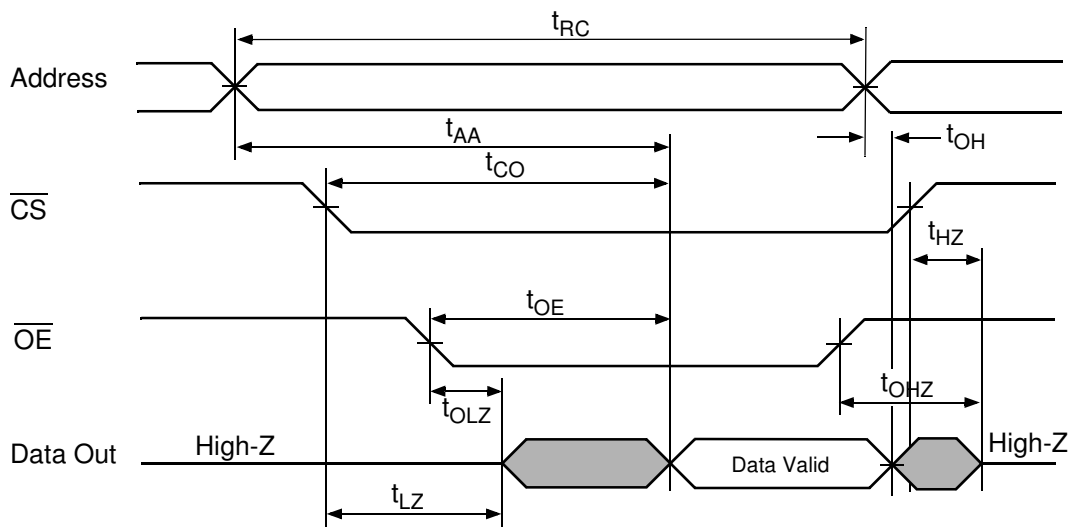 tRC
Address
tAA
tOH
tCO
CS
tHZ
tOE
OE
tOHZ
tOLZ
Data Out
High-Z
Data Valid
High-Z
tLZ